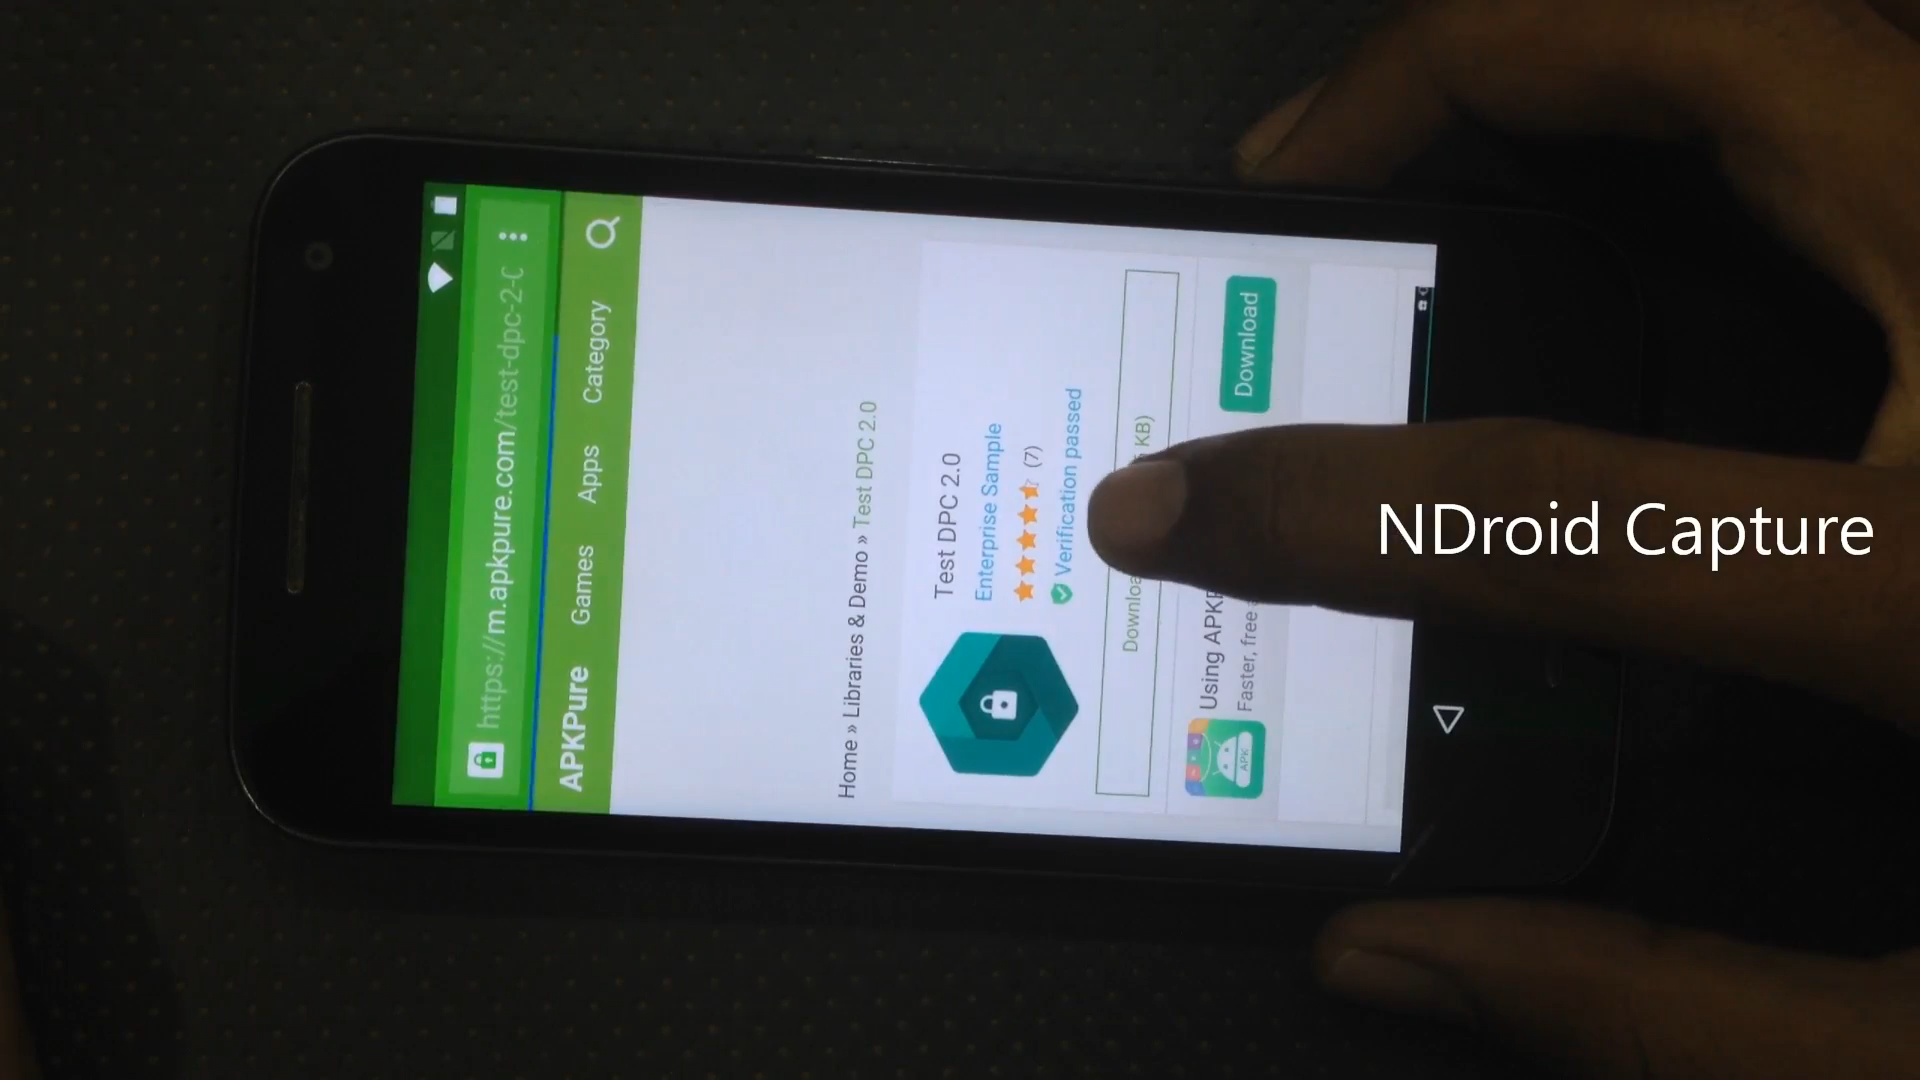 https://m.apkpure.com/test-dpc-2-0
APKPure Games Apps Category
Home » Libraries & Demo » Test DPC 2.0
Test DPC 2.0
Enterprise Sample
(7)
Verification passed
KB)
Using
Faster, free
Download
APK
NDroid Capture